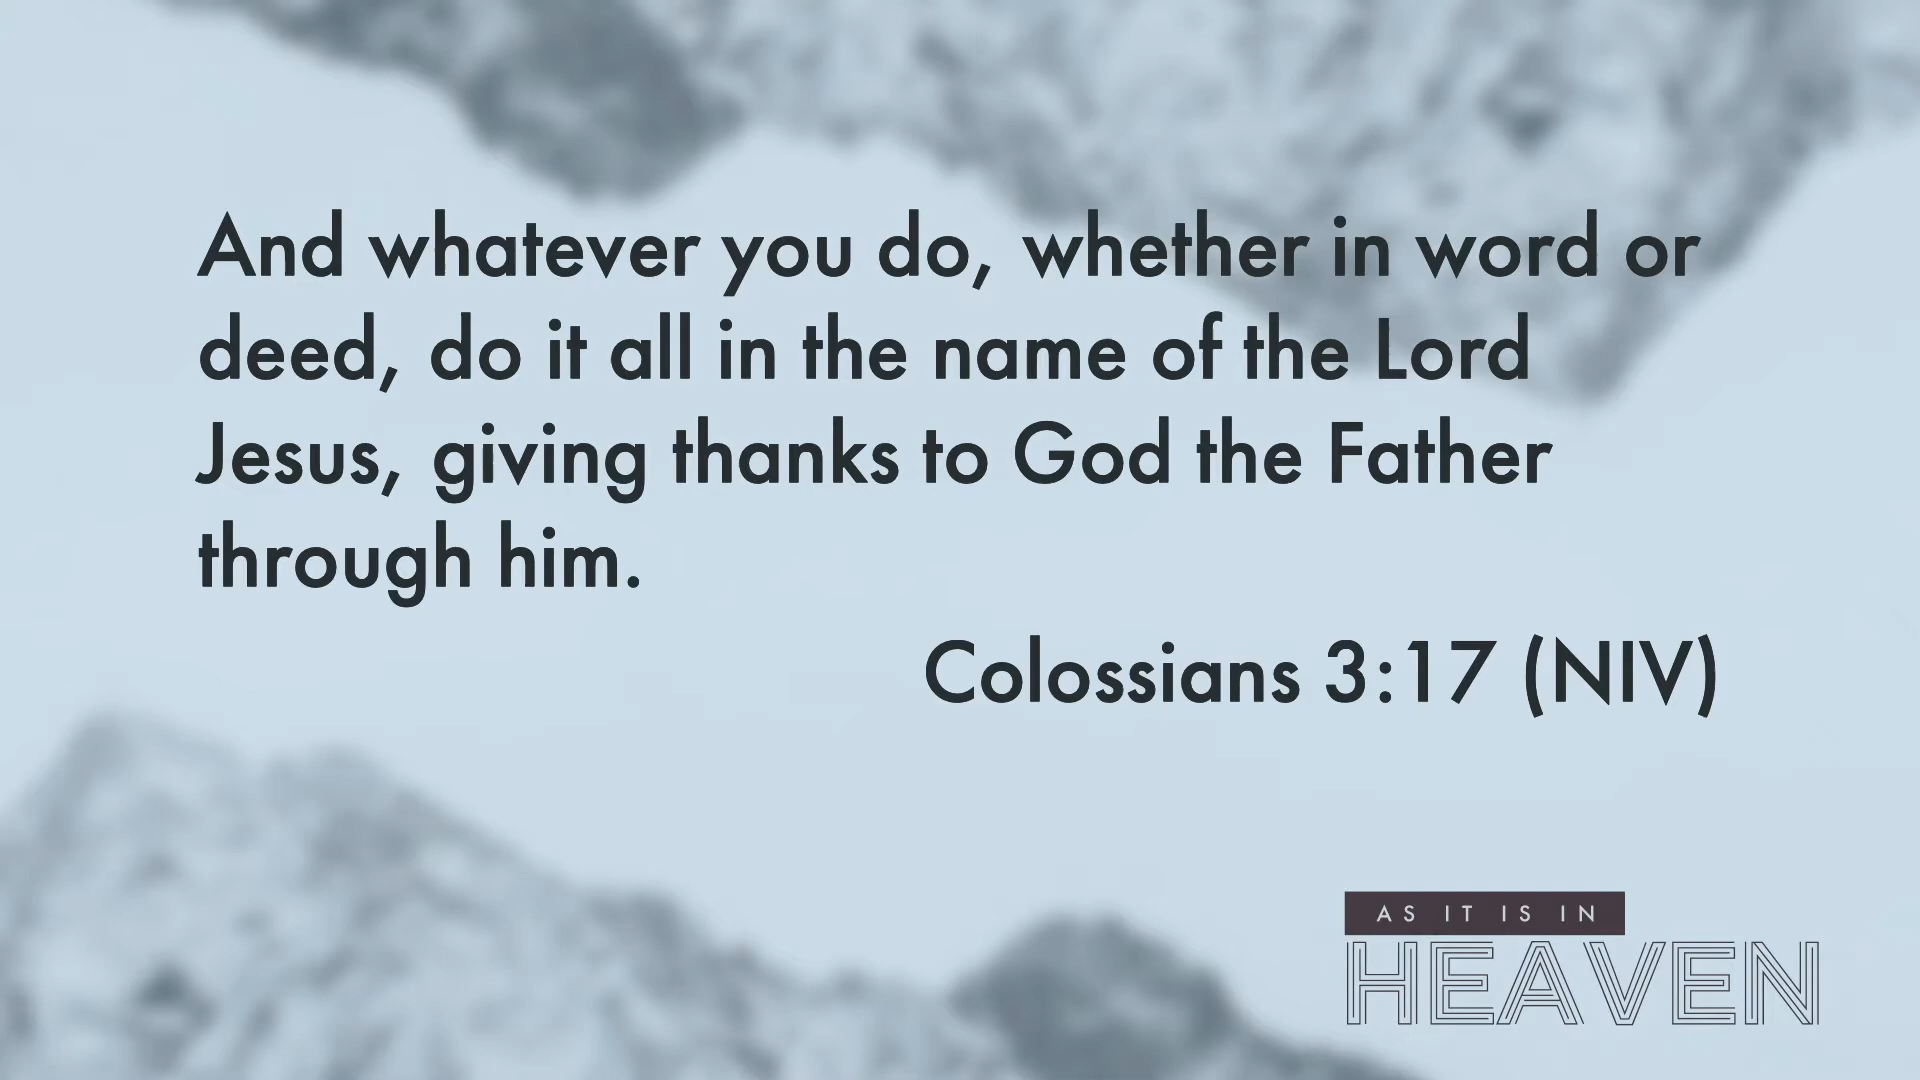 And whatever you do, whether in word or
deed, do it all in the name of the Lord
Jesus, giving thanks to God the Father
through him.
Colossians 3:17 (NIV)
AS IT IS IN
HEAVEN